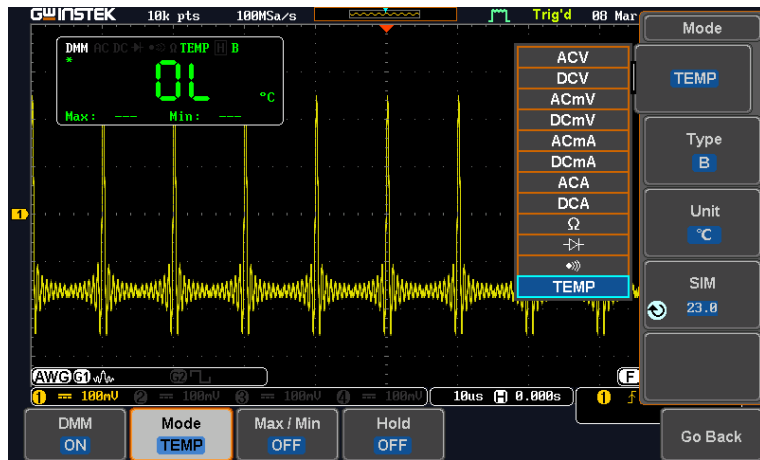 GWINSTEK 10k pts 100MSa/s Trig'd 08 Mar
Mode
DMM AC DC Ω TEMP H B
*
OL °C
Max: --- Min: ---
ACV
DCV
ACmV
DCmV
ACmA
DCmA
ACA
DCA
Ω
TEMP
TEMP
Type
B
Unit
°C
SIM
23.0
1
AWG G1 G2
F
1 100mV 2 100mV 3 100mV 4 100mV 10us H 0.000s 1
DMM
ON
Mode
TEMP
Max / Min
OFF
Hold
OFF
Go Back